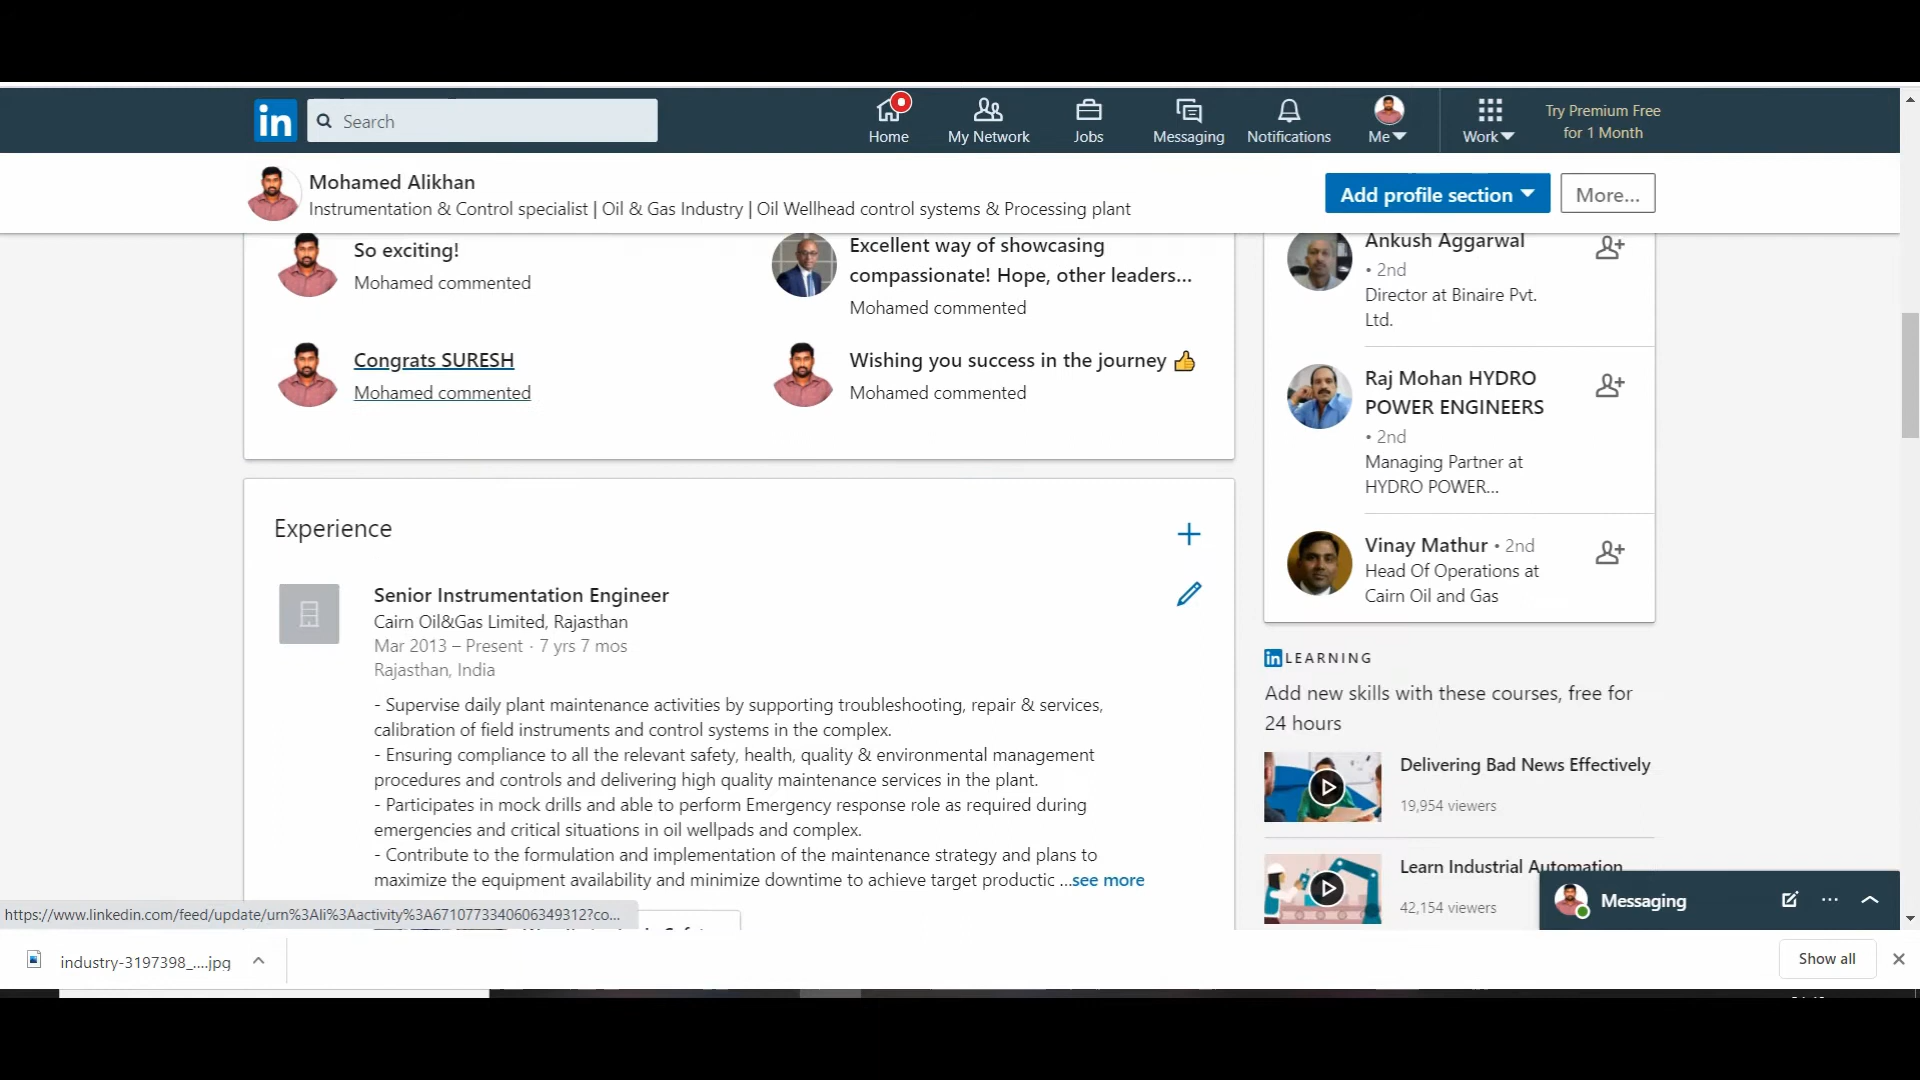 in
Search
Home
My Network
Jobs
Messaging
Notifications
Me
Work
Try Premium Free
for 1 Month
Mohamed Alikhan
Instrumentation & Control specialist | Oil & Gas Industry | Oil Wellhead control systems & Processing plant
Add profile section
More...
So exciting!
Mohamed commented
Excellent way of showcasing
compassionate! Hope, other leaders...
Mohamed commented
Congrats SURESH
Mohamed commented
Wishing you success in the journey 👍
Mohamed commented
Experience
Senior Instrumentation Engineer
Cairn Oil&Gas Limited, Rajasthan
Mar 2013 – Present · 7 yrs 7 mos
Rajasthan, India
- Supervise daily plant maintenance activities by supporting troubleshooting, repair & services,
calibration of field instruments and control systems in the complex.
- Ensuring compliance to all the relevant safety, health, quality & environmental management
procedures and controls and delivering high quality maintenance services in the plant.
- Participates in mock drills and able to perform Emergency response role as required during
emergencies and critical situations in oil wellpads and complex.
- Contribute to the formulation and implementation of the maintenance strategy and plans to
maximize the equipment availability and minimize downtime to achieve target productic ...see more
Ankush Aggarwal
• 2nd
Director at Binaire Pvt.
Ltd.
Raj Mohan HYDRO
POWER ENGINEERS
• 2nd
Managing Partner at
HYDRO POWER...
Vinay Mathur • 2nd
Head Of Operations at
Cairn Oil and Gas
in LEARNING
Add new skills with these courses, free for
24 hours
Delivering Bad News Effectively
19,954 viewers
Learn Industrial Automation
42,154 viewers
Messaging
https://www.linkedin.com/feed/update/urn%3Ali%3Aactivity%3A6710773340606349312?co...
industry-3197398_....jpg
Show all